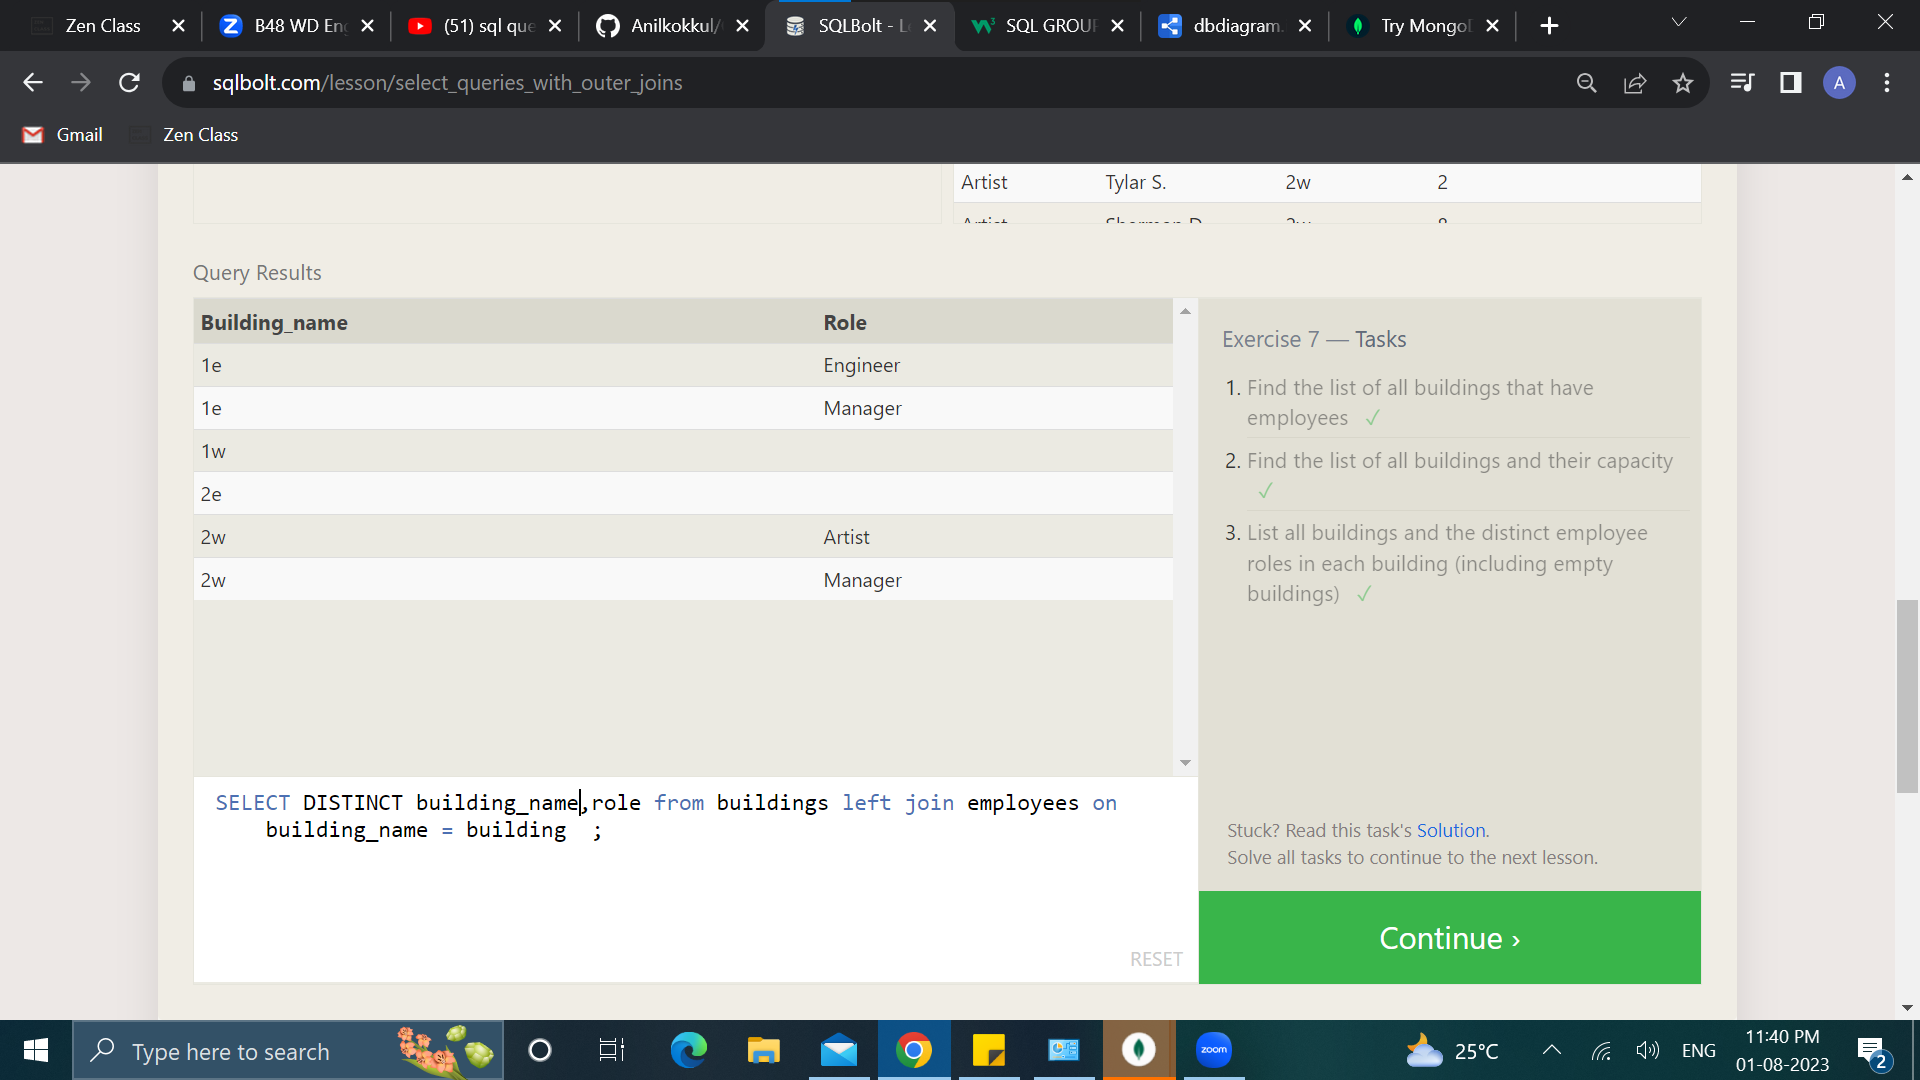 Zen Class
B48 WD Eng
(51) sql que
Anilkokkul/
SQLBolt - L
SQL GROUP
dbdiagram.
Try Mongo
sqlbolt.com/lesson/select_queries_with_outer_joins
A
Gmail
Zen Class
Artist Tylar S. 2w 2
Query Results
Building_name Role
1e Engineer
1e Manager
1w
2e
2w Artist
2w Manager
Exercise 7 — Tasks
1. Find the list of all buildings that have
employees ✓
2. Find the list of all buildings and their capacity
✓
3. List all buildings and the distinct employee
roles in each building (including empty
buildings) ✓
SELECT DISTINCT building_name,role from buildings left join employees on
building_name = building ;
Stuck? Read this task's Solution.
Solve all tasks to continue to the next lesson.
RESET
Continue ›
Type here to search
zoom
25°C
ENG
11:40 PM
01-08-2023
2